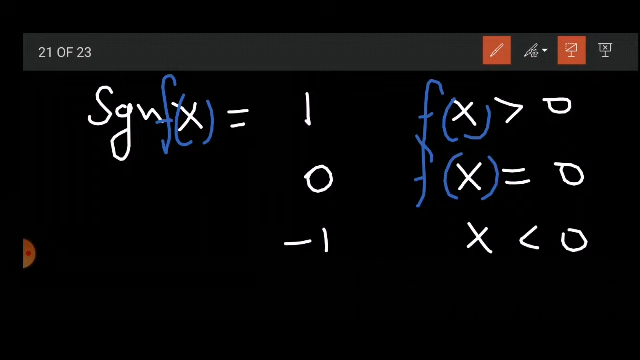 21 OF 23
Sgn f(x) = 1 f(x) > 0
0 f(x) = 0
-1 x < 0